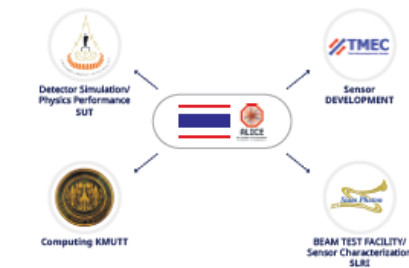 TMEC
Detector Simulation/
Physics Performance
SUT
Sensor
DEVELOPMENT
ALICE
Computing KMUTT
Siam Photon
BEAM TEST FACILITY/
Sensor Characterization
SLRI